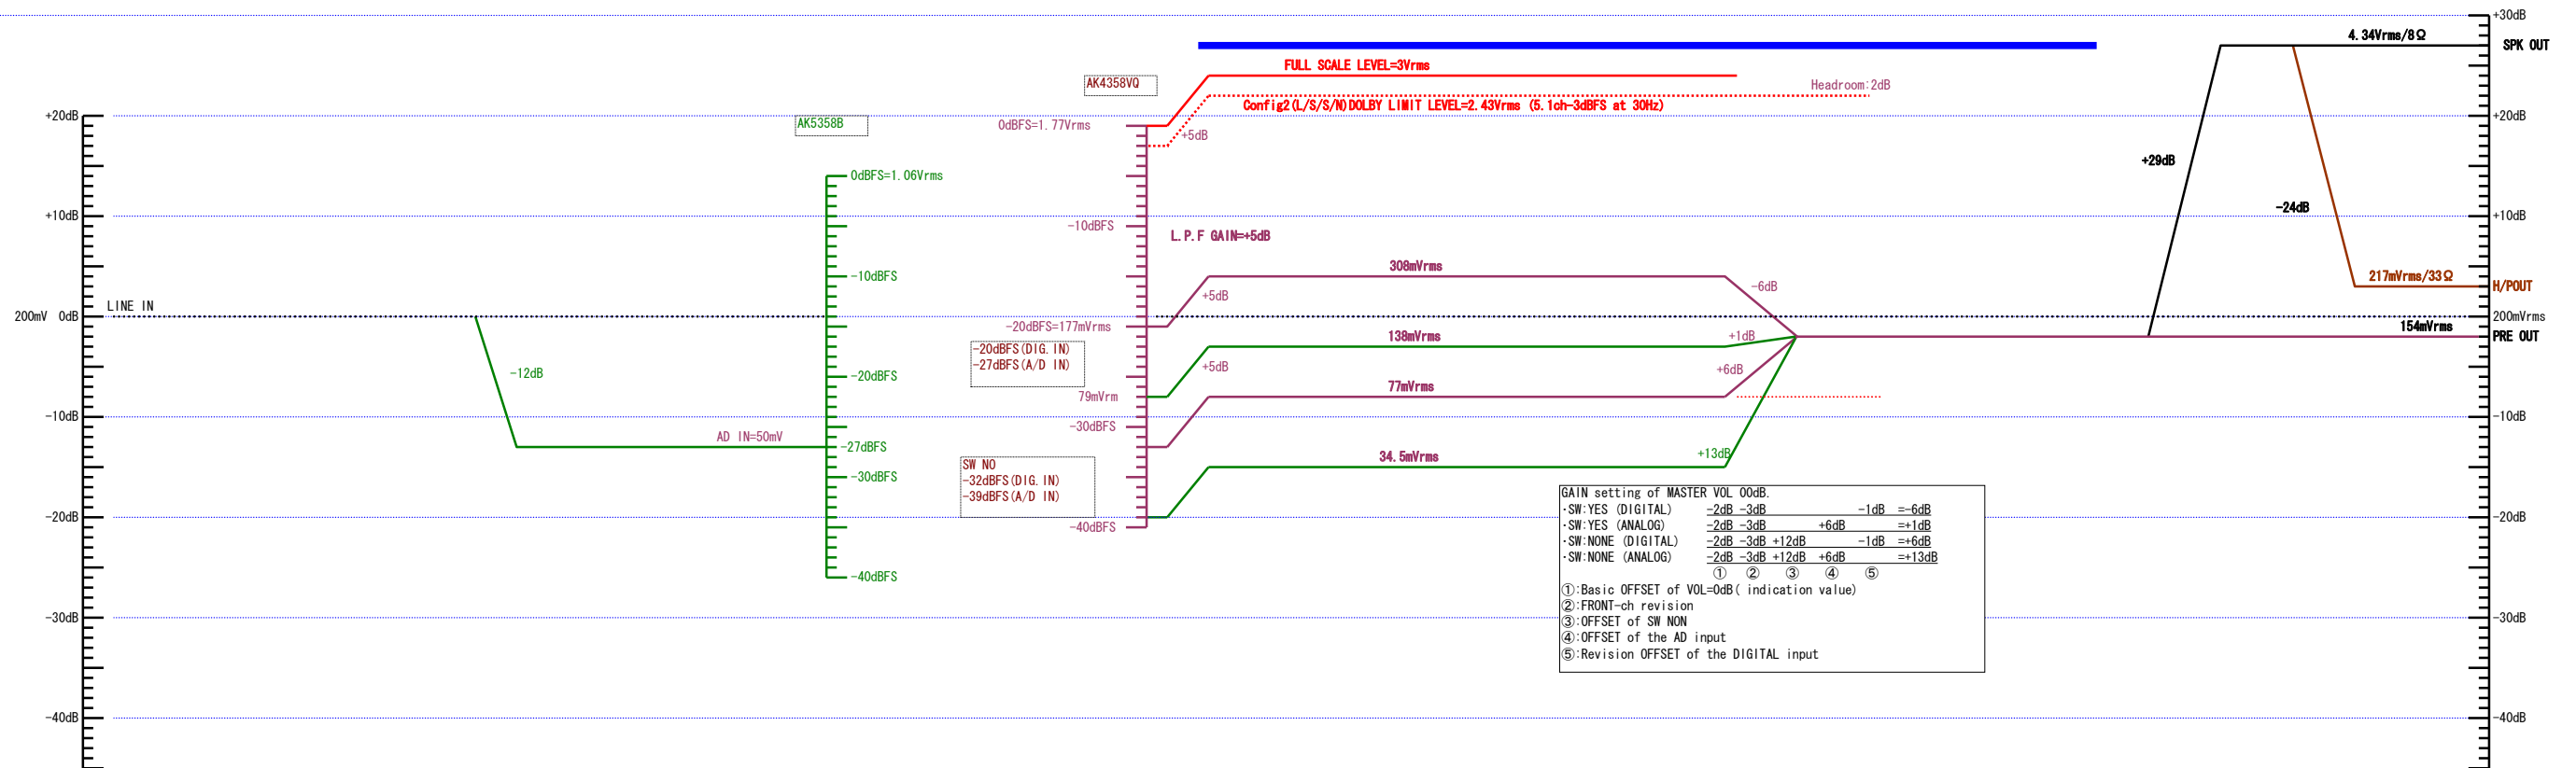 +30dB
4.34Vrms/8Ω
SPK OUT
FULL SCALE LEVEL=3Vrms
AK4358VQ
Headroom:2dB
Config2(L/S/S/N)DOLBY LIMIT LEVEL=2.43Vrms (5.1ch-3dBFS at 30Hz)
+20dB
AK5358B
0dBFS=1.77Vrms
+5dB
+20dB
+29dB
0dBFS=1.06Vrms
-24dB
+10dB
-10dBFS
L.P.F GAIN=+5dB
+10dB
308mVrms
-10dBFS
217mVrms/33Ω
H/POUT
+5dB
-6dB
LINE IN
200mV 0dB
200mVrms
-20dBFS=177mVrms
154mVrms
138mVrms
+1dB
PRE OUT
-20dBFS(DIG.IN)
-27dBFS(A/D IN)
+5dB
+6dB
-12dB
-20dBFS
77mVrms
79mVrm
-10dB
-30dBFS
-10dB
AD IN=50mV
-27dBFS
+13dB
34.5mVrms
SW NO
-32dBFS(DIG.IN)
-39dBFS(A/D IN)
-30dBFS
-20dB
-40dBFS
-20dB
GAIN setting of MASTER VOL 00dB.
·SW:YES (DIGITAL) -2dB -3dB -1dB =-6dB
·SW:YES (ANALOG) -2dB -3dB +6dB =+1dB
·SW:NONE (DIGITAL) -2dB -3dB +12dB -1dB =+6dB
·SW:NONE (ANALOG) -2dB -3dB +12dB +6dB =+13dB
① ② ③ ④ ⑤
①:Basic OFFSET of VOL=0dB( indication value)
②:FRONT-ch revision
③:OFFSET of SW NON
④:OFFSET of the AD input
⑤:Revision OFFSET of the DIGITAL input
-40dBFS
-30dB
-30dB
-40dB
-40dB